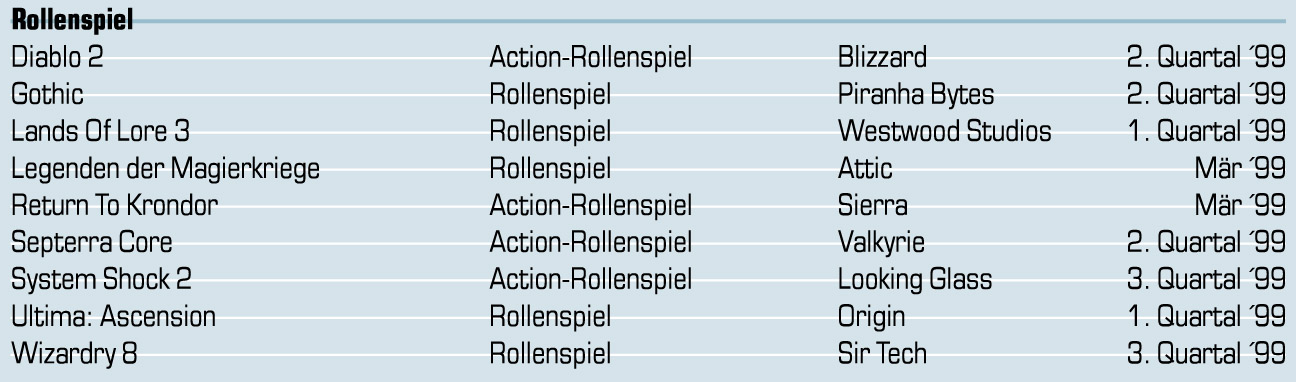 Rollenspiel
Diablo 2 Action-Rollenspiel Blizzard 2. Quartal ´99
Gothic Rollenspiel Piranha Bytes 2. Quartal ´99
Lands Of Lore 3 Rollenspiel Westwood Studios 1. Quartal ´99
Legenden der Magierkriege Rollenspiel Attic Mär ´99
Return To Krondor Action-Rollenspiel Sierra Mär ´99
Septerra Core Action-Rollenspiel Valkyrie 2. Quartal ´99
System Shock 2 Action-Rollenspiel Looking Glass 3. Quartal ´99
Ultima: Ascension Rollenspiel Origin 1. Quartal ´99
Wizardry 8 Rollenspiel Sir Tech 3. Quartal ´99